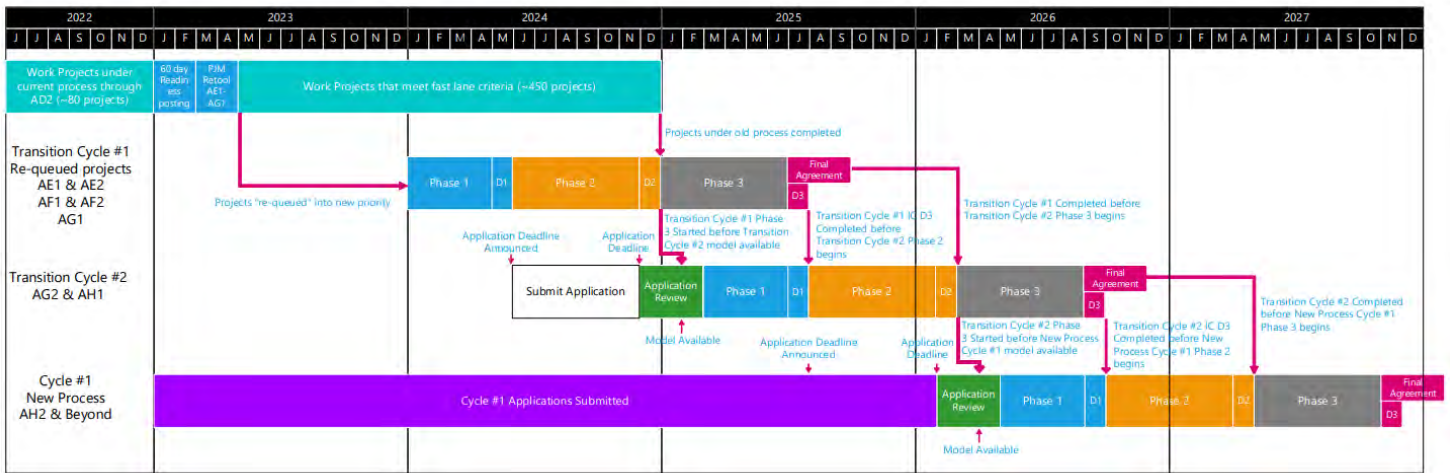 2022 2023 2024 2025 2026 2027
J J A S O N D J F M A M J J A S O N D J F M A M J J A S O N D J F M A M J J A S O N D J F M A M J J A S O N D J F M A M J J A S O N D
Work Projects under
current process through
AD2 (~80 projects)
60 day
Readin
ess
posting
PJM
Retool
AE1-
AG1
Work Projects that meet fast lane criteria (~450 projects)
Projects under old process completed
Transition Cycle #1
Re-queued projects
AE1 & AE2
AF1 & AF2
AG1
Projects "re-queued" into new priority
Phase 1
D1
Phase 2
D2
Phase 3
Final
Agreement
D3
Transition Cycle #1 Phase
3 Started before Transition
Cycle #2 model available
Transition Cycle #1 IC D3
Completed before
Transition Cycle #2 Phase 2
begins
Transition Cycle #1 Completed before
Transition Cycle #2 Phase 3 begins
Application Deadline
Announced
Application
Deadline
Transition Cycle #2
AG2 & AH1
Submit Application
Application
Review
Phase 1
D1
Phase 2
D2
Phase 3
Final
Agreement
D3
Model Available
Application Deadline
Announced
Application
Deadline
Transition Cycle #2 Phase
3 Started before New Process
Cycle #1 model available
Transition Cycle #2 IC D3
Completed before New
Process Cycle #1 Phase 2
begins
Transition Cycle #2 Completed
before New Process Cycle #1
Phase 3 begins
Cycle #1
New Process
AH2 & Beyond
Cycle #1 Applications Submitted
Application
Review
Phase 1
D1
Phase 2
D2
Phase 3
Final
Agreement
D3
Model Available